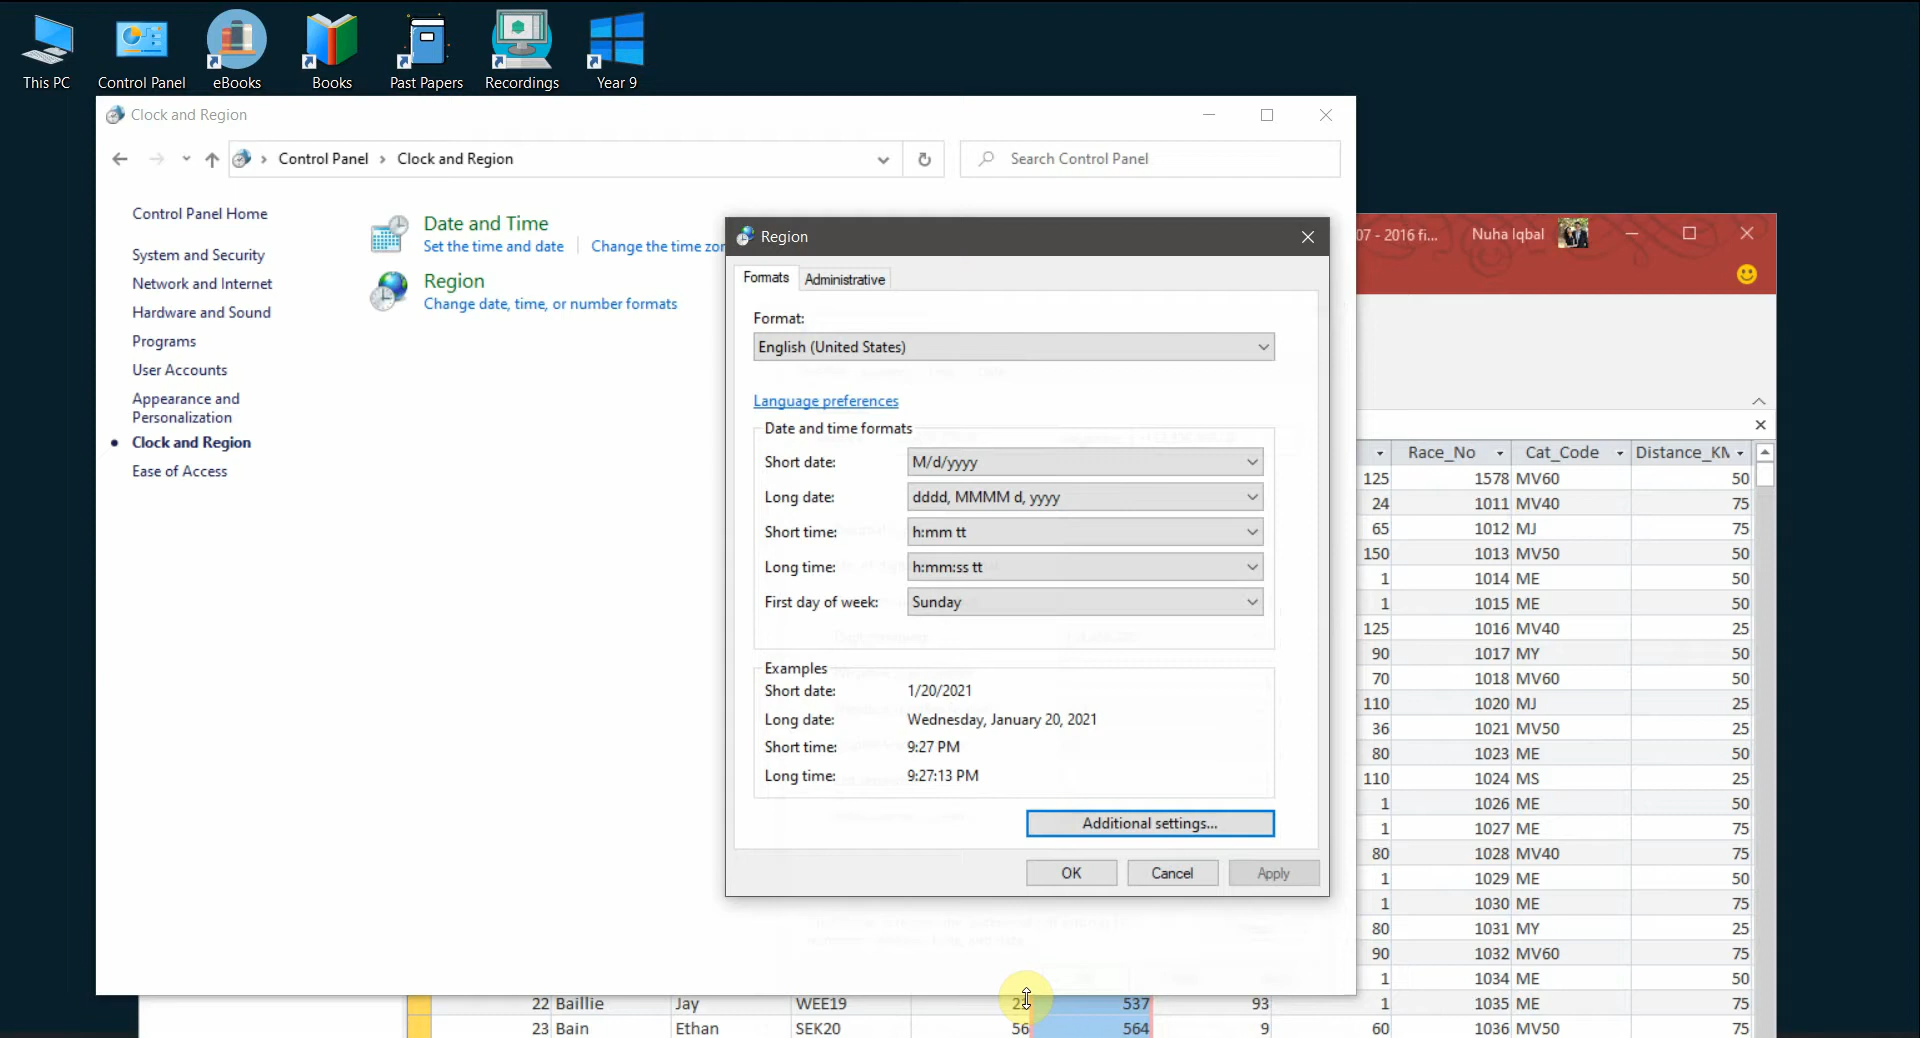 This PC
Control Panel
eBooks
Books
Past Papers
Recordings
Year 9
Clock and Region
Control Panel
Clock and Region
Search Control Panel
Control Panel Home
System and Security
Network and Internet
Hardware and Sound
Programs
User Accounts
Appearance and
Personalization
Clock and Region
Ease of Access
Date and Time
Set the time and date
Change the time zon
Region
Change date, time, or number formats
Region
Formats
Administrative
Format:
English (United States)
Language preferences
Date and time formats
Short date: M/d/yyyy
Long date: dddd, MMMM d, yyyy
Short time: h:mm tt
Long time: h:mm:ss tt
First day of week: Sunday
Examples
Short date: 1/20/2021
Long date: Wednesday, January 20, 2021
Short time: 9:27 PM
Long time: 9:27:13 PM
Additional settings...
OK
Cancel
Apply
07 - 2016 fi...
Nuha Iqbal
Race_No Cat_Code Distance_KM
125 1578 MV60 50
24 1011 MV40 75
65 1012 MJ 75
150 1013 MV50 50
1 1014 ME 50
1 1015 ME 50
125 1016 MV40 25
90 1017 MY 50
70 1018 MV60 50
110 1020 MJ 25
36 1021 MV50 25
80 1023 ME 50
110 1024 MS 25
1 1026 ME 50
1 1027 ME 75
80 1028 MV40 75
1 1029 ME 50
1 1030 ME 75
80 1031 MY 25
90 1032 MV60 75
1 1034 ME 50
22 Baillie Jay WEE19 537 93 1 1035 ME 75
23 Bain Ethan SEK20 56 564 9 60 1036 MV50 75